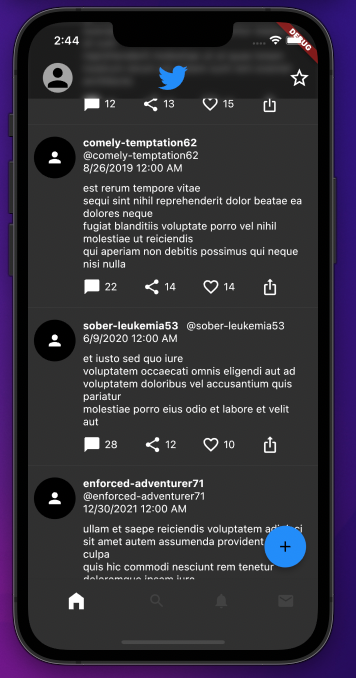 2:44
DEBUG
12 13 15
comely-temptation62
@comely-temptation62
8/26/2019 12:00 AM
est rerum tempore vitae
sequi sint nihil reprehenderit dolor beatae ea
dolores neque
fugiat blanditiis voluptate porro vel nihil
molestiae ut reiciendis
qui aperiam non debitis possimus qui neque
nisi nulla
22 14 14
sober-leukemia53 @sober-leukemia53
6/9/2020 12:00 AM
et iusto sed quo iure
voluptatem occaecati omnis eligendi aut ad
voluptatem doloribus vel accusantium quis
pariatur
molestiae porro eius odio et labore et velit
aut
28 12 10
enforced-adventurer71
@enforced-adventurer71
12/30/2021 12:00 AM
ullam et saepe reiciendis voluptatem
sit amet autem assumenda provident
culpa
quis hic commodi nesciunt rem tenetur
doloremque ipsam iure